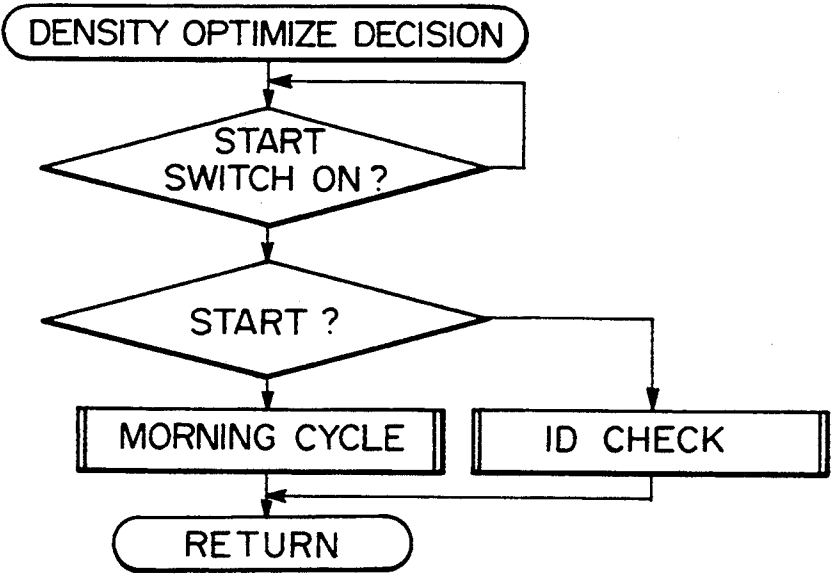 DENSITY OPTIMIZE DECISION
START
SWITCH ON?
START ?
MORNING CYCLE
ID CHECK
RETURN